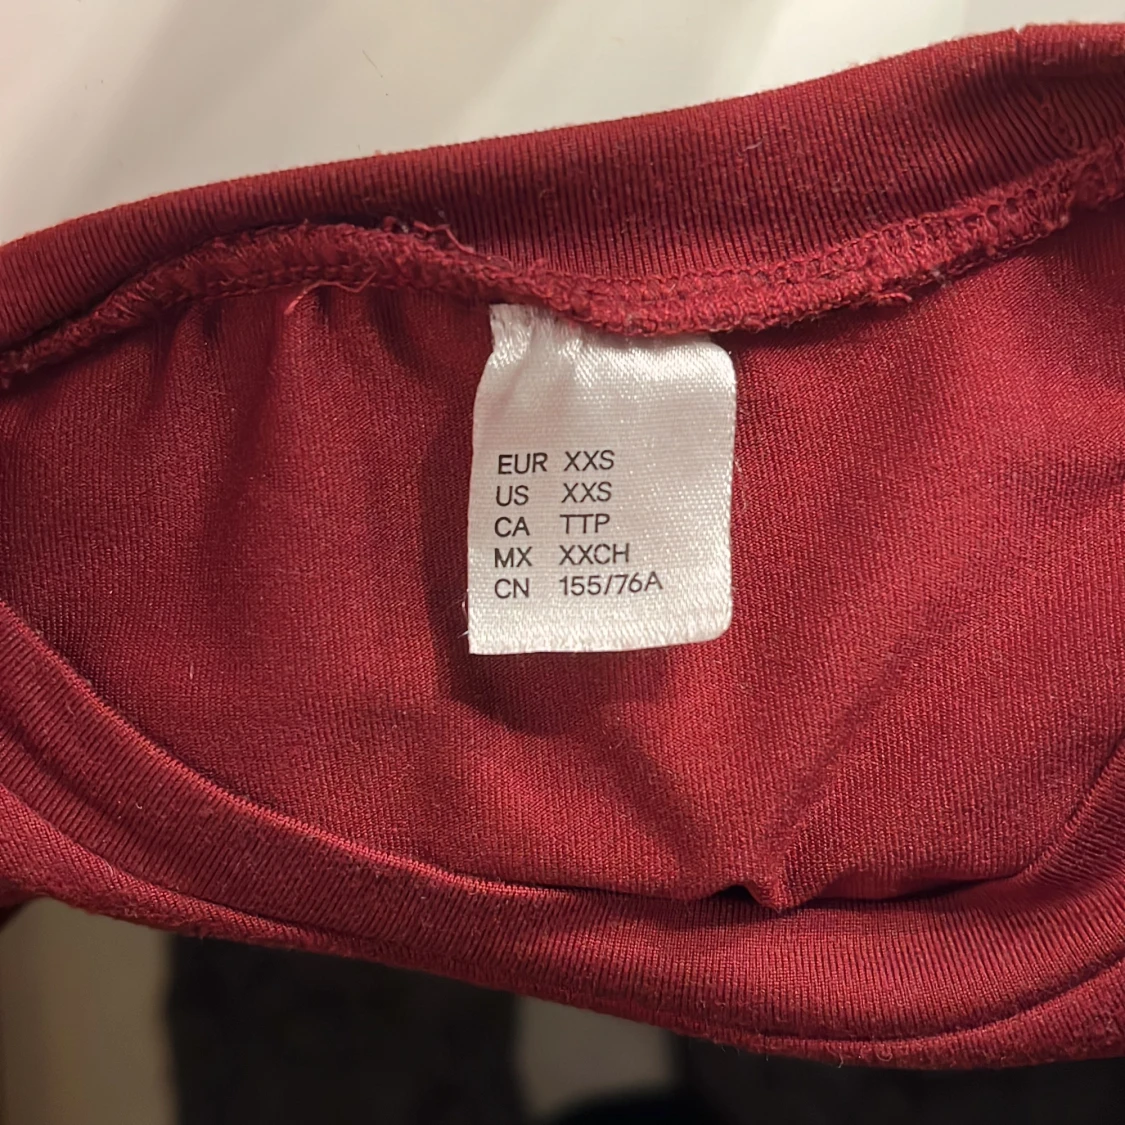 EUR XXS
US XXS
CA TTP
MX XXCH
CN 155/76A